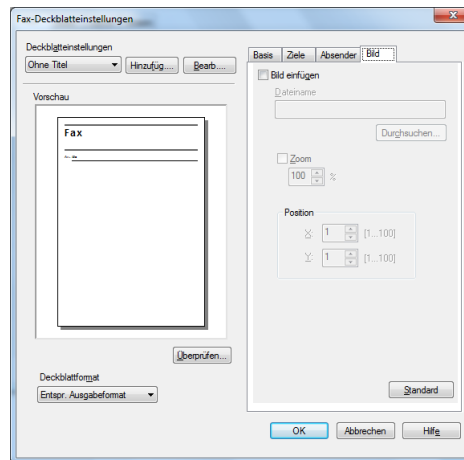 Fax-Deckblatteinstellungen
Deckblatteinstellungen
Ohne Titel
Hinzufüg....
Bearb....
Vorschau
Fax
Überprüfen...
Deckblattformat
Entspr. Ausgabeformat
Basis Ziele Absender Bild
Bild einfügen
Dateiname
Durchsuchen...
Zoom
100 %
Position
X: 1 [1...100]
Y: 1 [1...100]
Standard
OK Abbrechen Hilfe